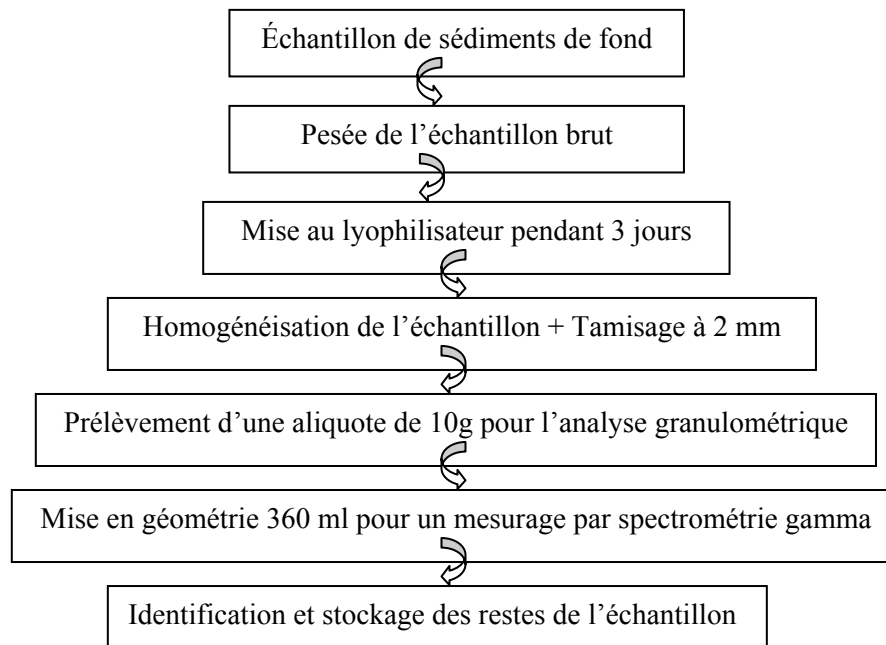 Échantillon de sédiments de fond
Pesée de l’échantillon brut
Mise au lyophilisateur pendant 3 jours
Homogénéisation de l’échantillon + Tamisage à 2 mm
Prélèvement d’une aliquote de 10g pour l’analyse granulométrique
Mise en géométrie 360 ml pour un mesurage par spectrométrie gamma
Identification et stockage des restes de l’échantillon